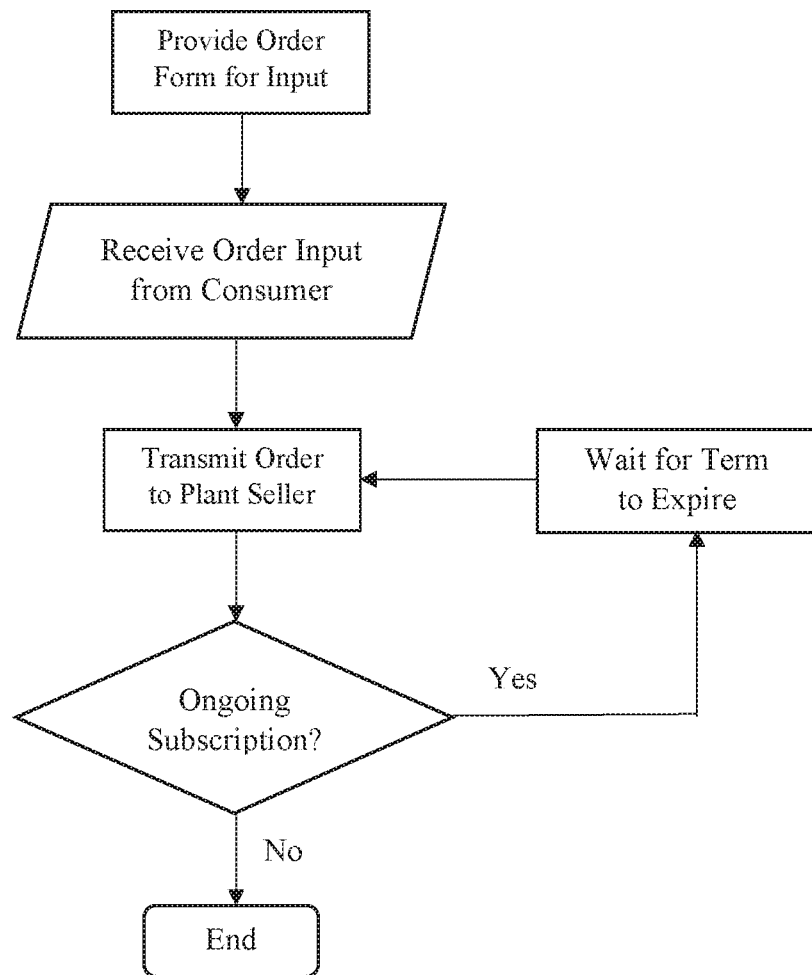 Provide Order
Form for Input
Receive Order Input
from Consumer
Transmit Order
to Plant Seller
Wait for Term
to Expire
Ongoing
Subscription?
Yes
No
End